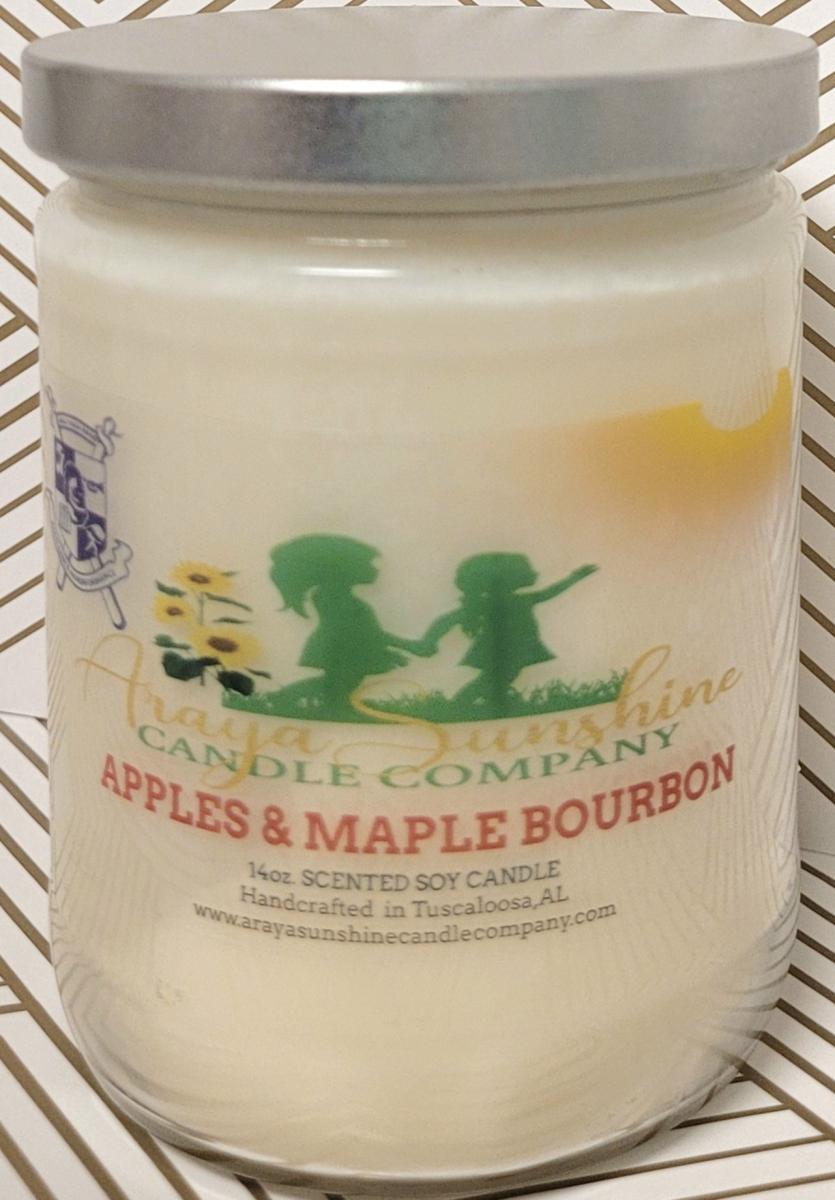 Araya Sunshine
CANDLE COMPANY
APPLES & MAPLE BOURBON
14oz. SCENTED SOY CANDLE
Handcrafted in Tuscaloosa,AL
www.arayasunshinecandlecompany.com